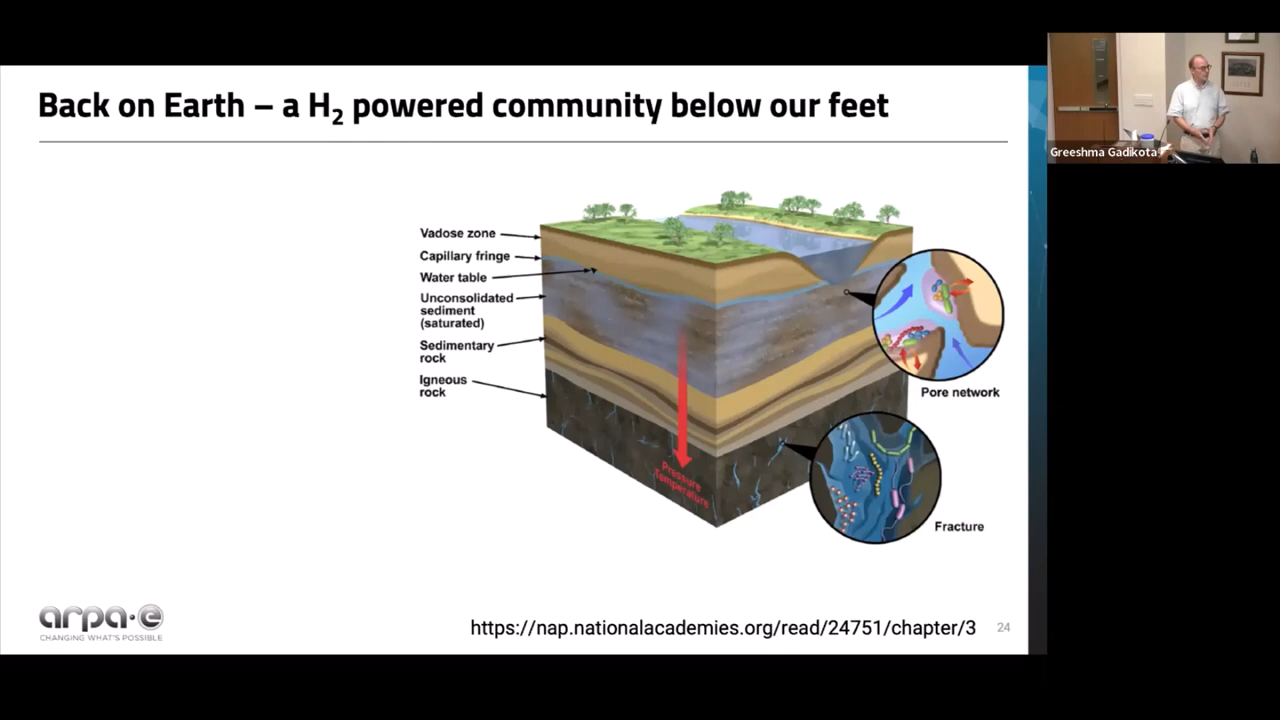 Back on Earth – a H₂ powered community below our feet
Greeshma Gadikota
Vadose zone
Capillary fringe
Water table
Unconsolidated
sediment
(saturated)
Sedimentary
rock
Igneous
rock
Pressure
Temperature
Pore network
Fracture
arpa·e
CHANGING WHAT'S POSSIBLE
https://nap.nationalacademies.org/read/24751/chapter/3
24